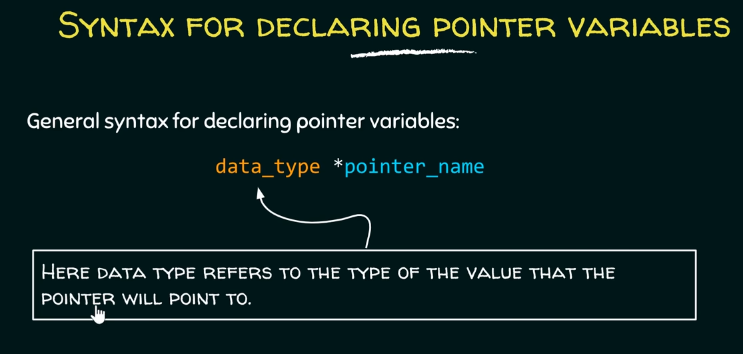 SYNTAX FOR DECLARING POINTER VARIABLES
General syntax for declaring pointer variables:
data_type *pointer_name
HERE DATA TYPE REFERS TO THE TYPE OF THE VALUE THAT THE
POINTER WILL POINT TO.